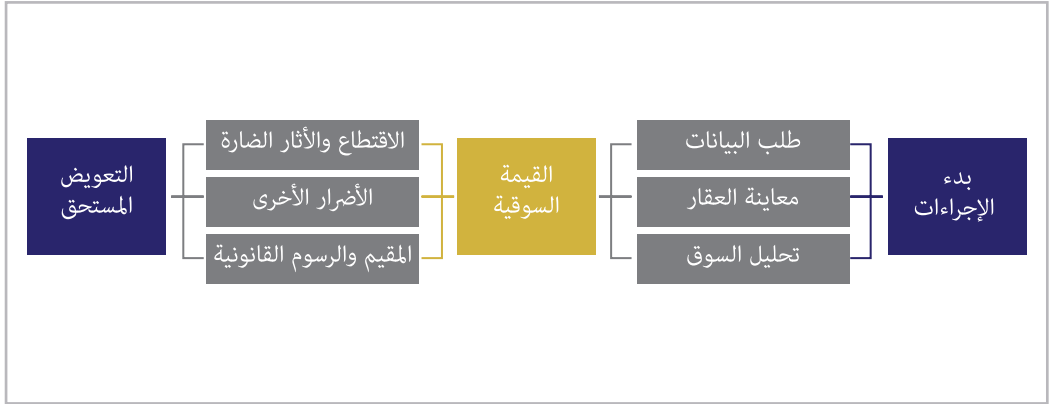 بدء
الإجراءات
طلب البيانات
معاينة العقار
تحليل السوق
القيمة
السوقية
الاقتطاع والأثار الضارة
الأضرار الأخرى
المقيم والرسوم القانونية
التعويض
المستحق